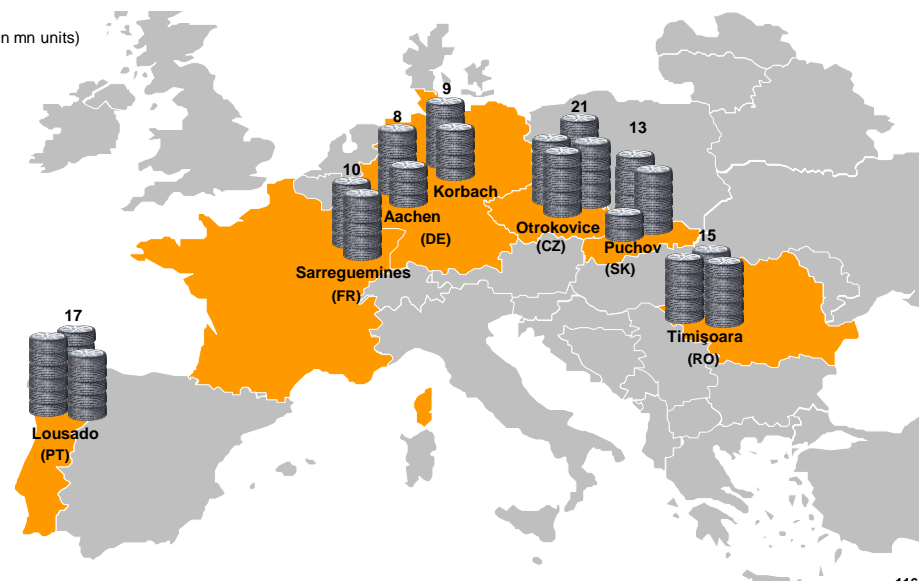 n mn units)
9
8
21
13
10
Korbach
Aachen
(DE)
Otrokovice
(CZ)
Puchov
(SK)
15
Sarreguemines
(FR)
17
Timişoara
(RO)
Lousado
(PT)